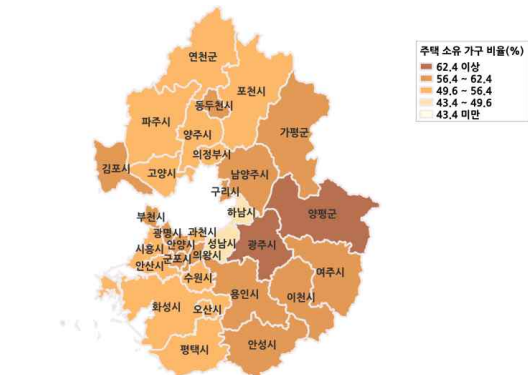 주택 소유 가구 비율(%)
62.4 이상
56.4 ~ 62.4
49.6 ~ 56.4
43.4 ~ 49.6
43.4 미만
연천군
포천시
동두천시
파주시
양주시
가평군
의정부시
김포시
고양시
남양주시
구리시
하남시
양평군
부천시
광명시
과천시
시흥시
안양시
성남시
광주시
군포시
의왕시
안산시
수원시
여주시
용인시
이천시
화성시
오산시
평택시
안성시